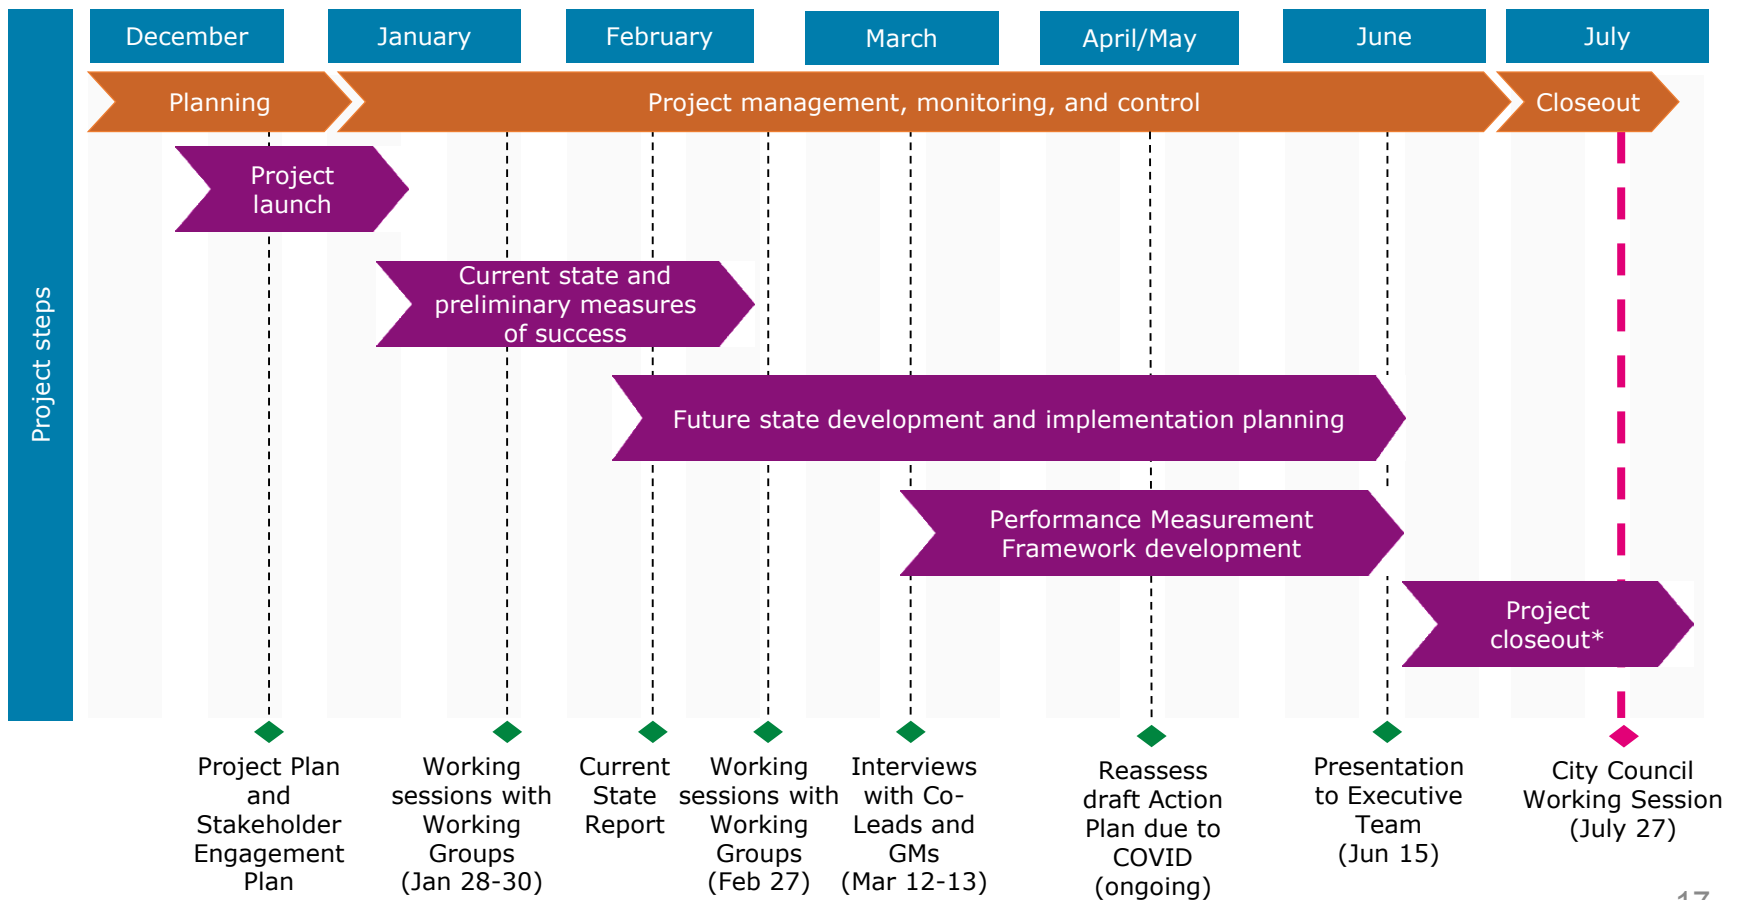 December
January
February
March
April/May
June
July
Planning
Project management, monitoring, and control
Closeout
Project steps
Project
launch
Current state and
preliminary measures
of success
Future state development and implementation planning
Performance Measurement
Framework development
Project
closeout*
Project Plan
and
Stakeholder
Engagement
Plan
Working
sessions with
Working
Groups
(Jan 28-30)
Current
State
Report
Working
sessions with
Working
Groups
(Feb 27)
Interviews
with Co-
Leads and
GMs
(Mar 12-13)
Reassess
draft Action
Plan due to
COVID
(ongoing)
Presentation
to Executive
Team
(Jun 15)
City Council
Working Session
(July 27)
17